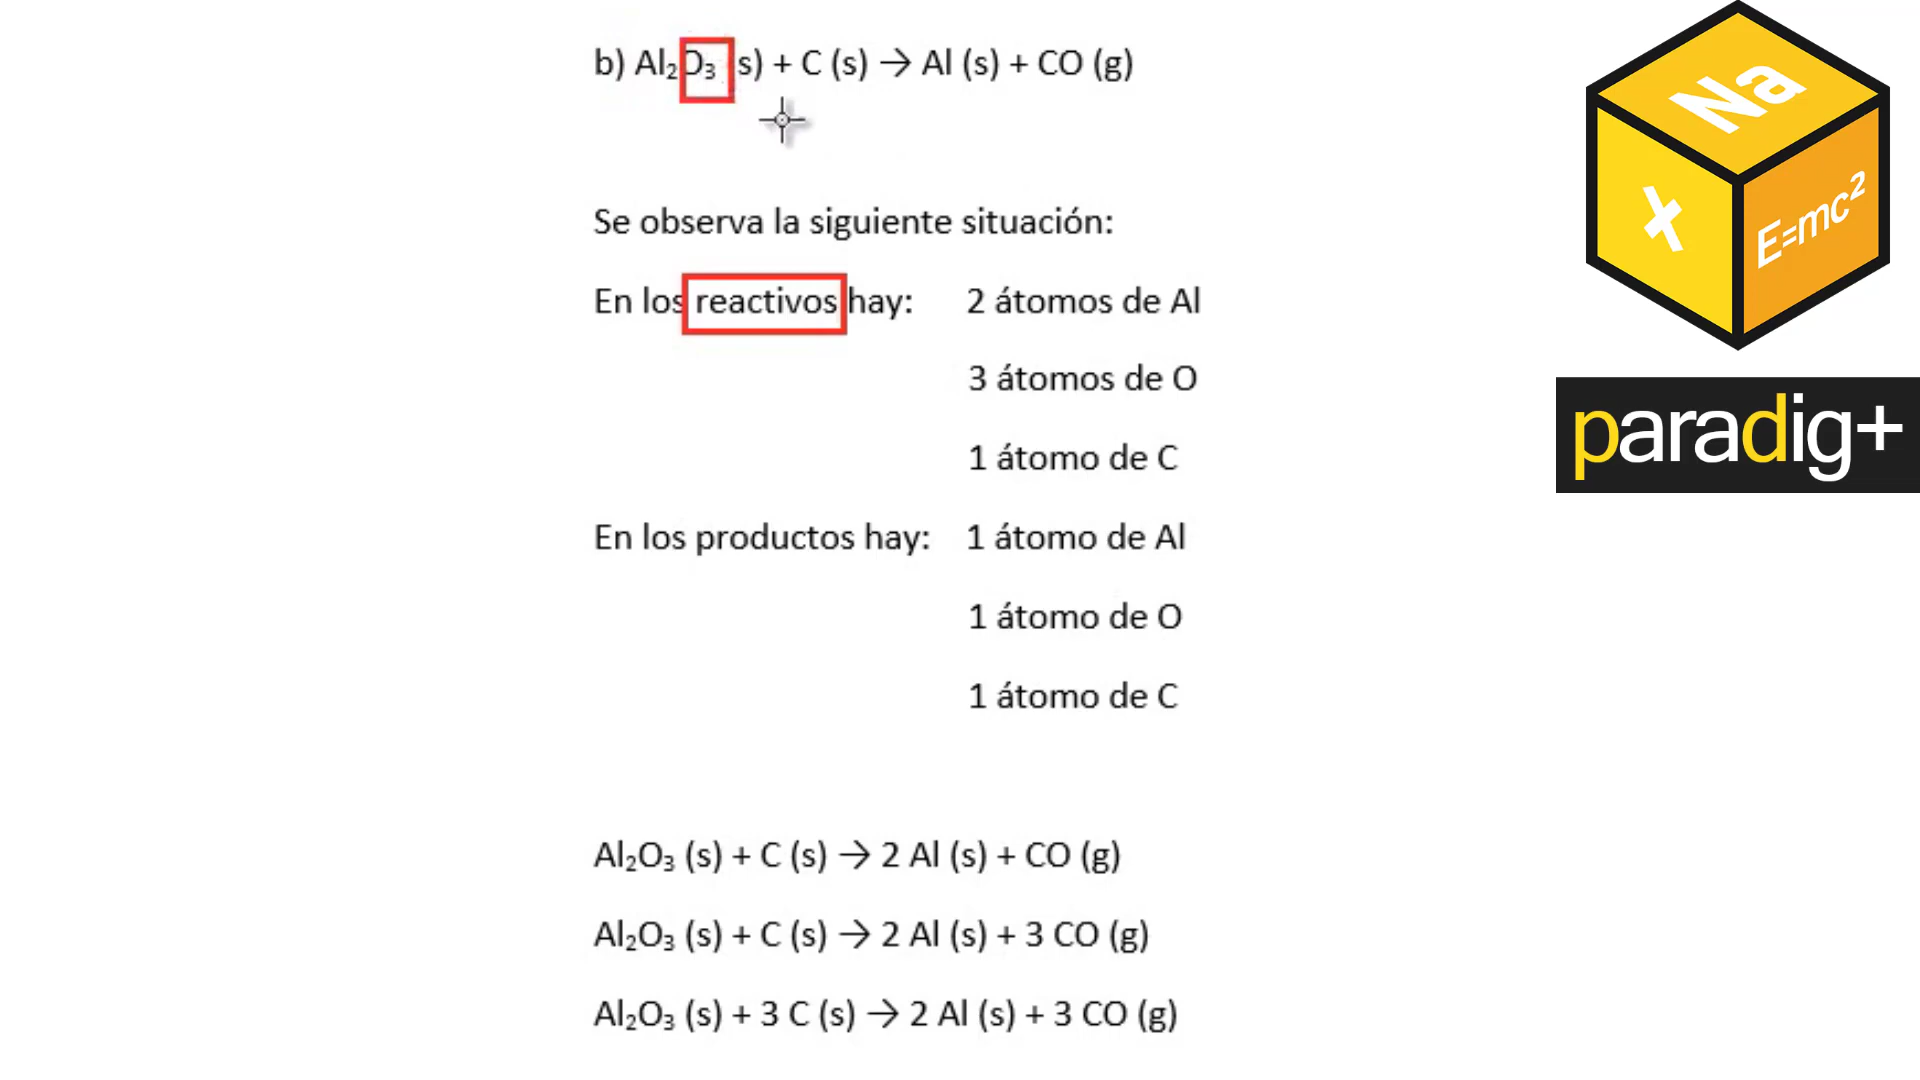 b) Al₂O₃ (s) + C (s) → Al (s) + CO (g)
Se observa la siguiente situación:
En los reactivos hay: 2 átomos de Al
3 átomos de O
1 átomo de C
En los productos hay: 1 átomo de Al
1 átomo de O
1 átomo de C
Al₂O₃ (s) + C (s) → 2 Al (s) + CO (g)
Al₂O₃ (s) + C (s) → 2 Al (s) + 3 CO (g)
Al₂O₃ (s) + 3 C (s) → 2 Al (s) + 3 CO (g)
Na
x
E=mc²
paradig+